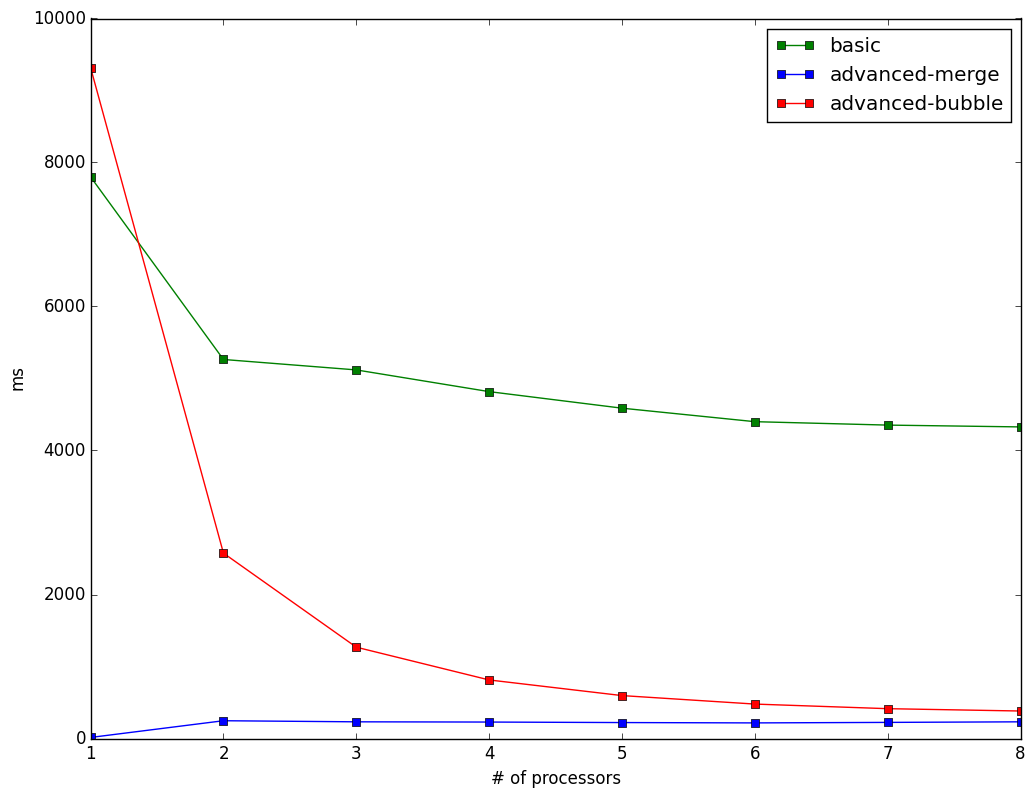 10000
8000
6000
4000
2000
0
ms
1 2 3 4 5 6 7 8
# of processors
basic
advanced-merge
advanced-bubble